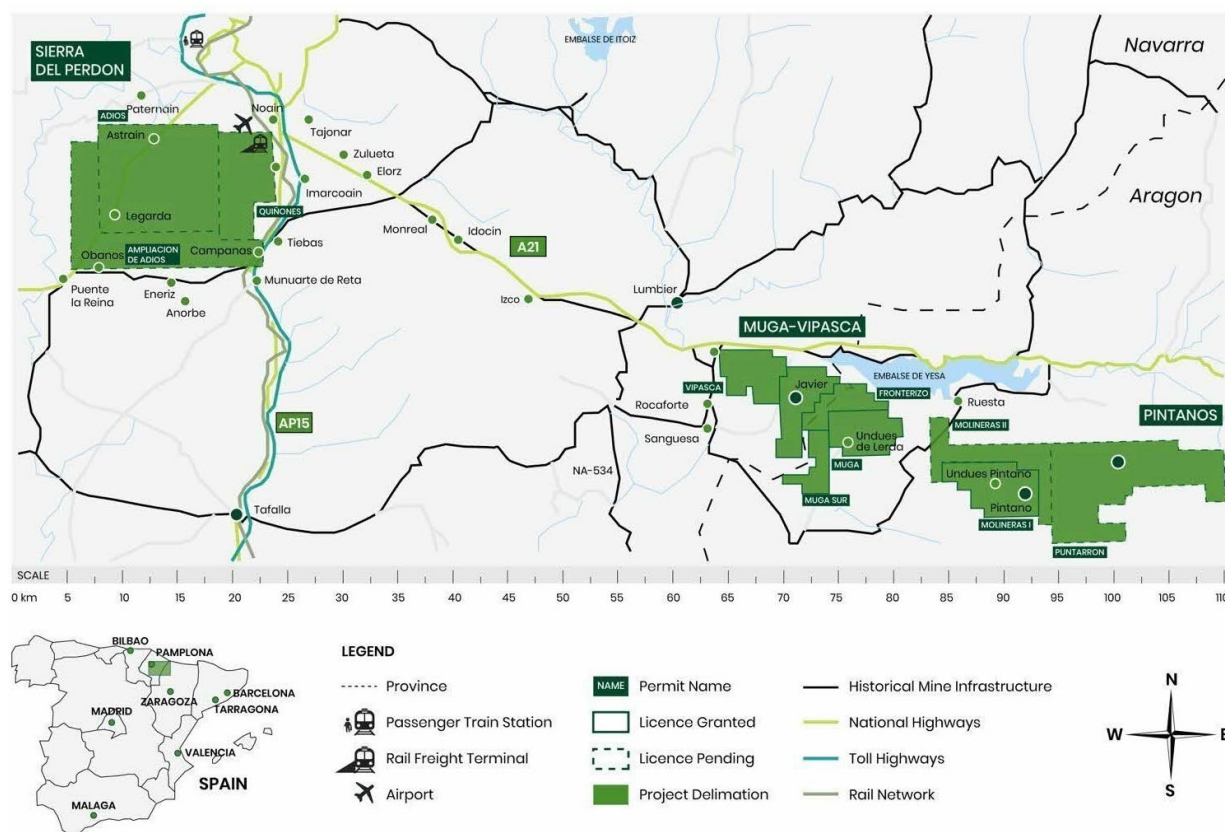 SIERRA
DEL PERDON
EMBALSE DE ITOIZ
Navarra
Aragon
Paternain
ADIOS
Noain
Astrain
Tajonar
Zulueta
Elorz
Imarcoain
Legarda
QUIÑONES
Monreal
Idocin
A21
Obanos
AMPLIACION
DE ADIOS
Campanas
Tiebas
Puente
la Reina
Eneriz
Anorbe
Munuarte de Reta
Izco
Lumbier
MUGA-VIPASCA
VIPASCA
EMBALSE DE YESA
FRONTERIZO
Javier
Rocaforte
Sanguesa
Ruesta
PINTANOS
MOLINERAS II
AP15
Undues
de Lerda
MUGA
NA-534
MUGA SUR
Undues Pintano
Pintano
MOLINERAS I
PUNTARRON
Tafalla
SCALE
0 km 5 10 15 20 25 30 35 40 45 50 55 60 65 70 75 80 85 90 95 100 105 110
BILBAO
PAMPLONA
ZARAGOZA
BARCELONA
TARRAGONA
MADRID
VALENCIA
MALAGA
SPAIN
LEGEND
Province
Passenger Train Station
Rail Freight Terminal
Airport
NAME Permit Name
Licence Granted
Licence Pending
Project Delimation
Historical Mine Infrastructure
National Highways
Toll Highways
Rail Network
N
W E
S